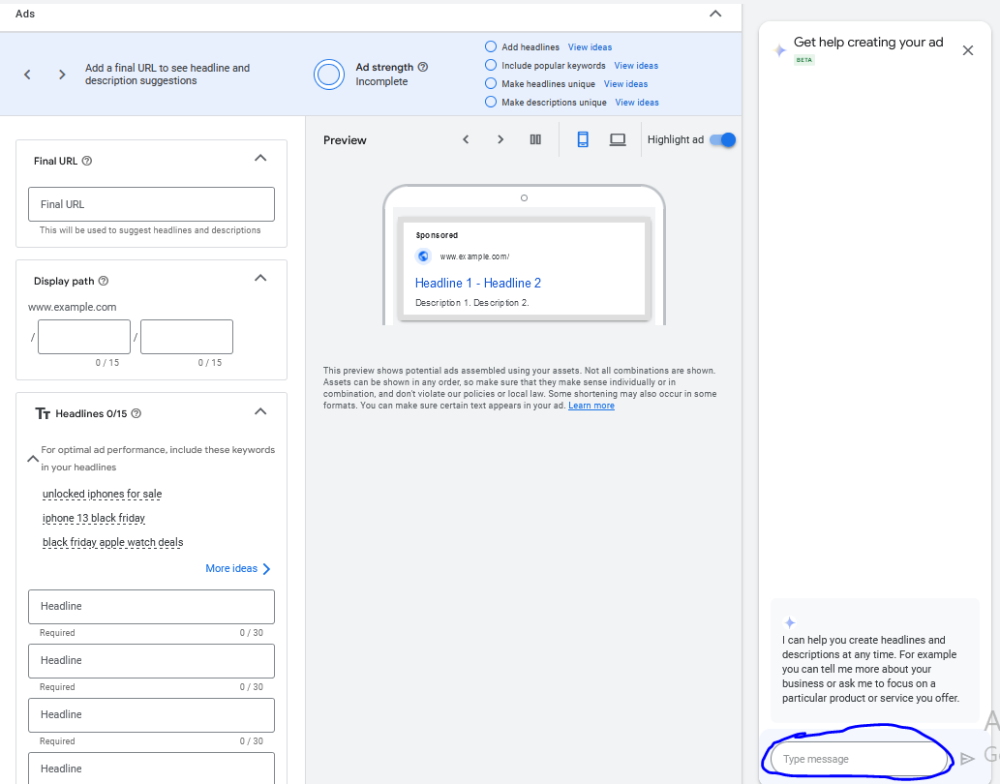 Ads
Add a final URL to see headline and
description suggestions
Ad strength
Incomplete
Add headlines View ideas
Include popular keywords View ideas
Make headlines unique View ideas
Make descriptions unique View ideas
Final URL
Final URL
This will be used to suggest headlines and descriptions
Display path
www.example.com
/ /
0 / 15 0 / 15
Tт Headlines 0/15
For optimal ad performance, include these keywords
in your headlines
unlocked iphones for sale
iphone 13 black friday
black friday apple watch deals
More ideas
Headline
Required 0 / 30
Headline
Required 0 / 30
Headline
Required 0 / 30
Headline
Preview
Highlight ad
Sponsored
www.example.com/
Headline 1 - Headline 2
Description 1. Description 2.
This preview shows potential ads assembled using your assets. Not all combinations are shown.
Assets can be shown in any order, so make sure that they make sense individually or in
combination, and don't violate our policies or local law. Some shortening may also occur in some
formats. You can make sure certain text appears in your ad. Learn more
Get help creating your ad
BETA
I can help you create headlines and
descriptions at any time. For example
you can tell me more about your
business or ask me to focus on a
particular product or service you offer.
Type message